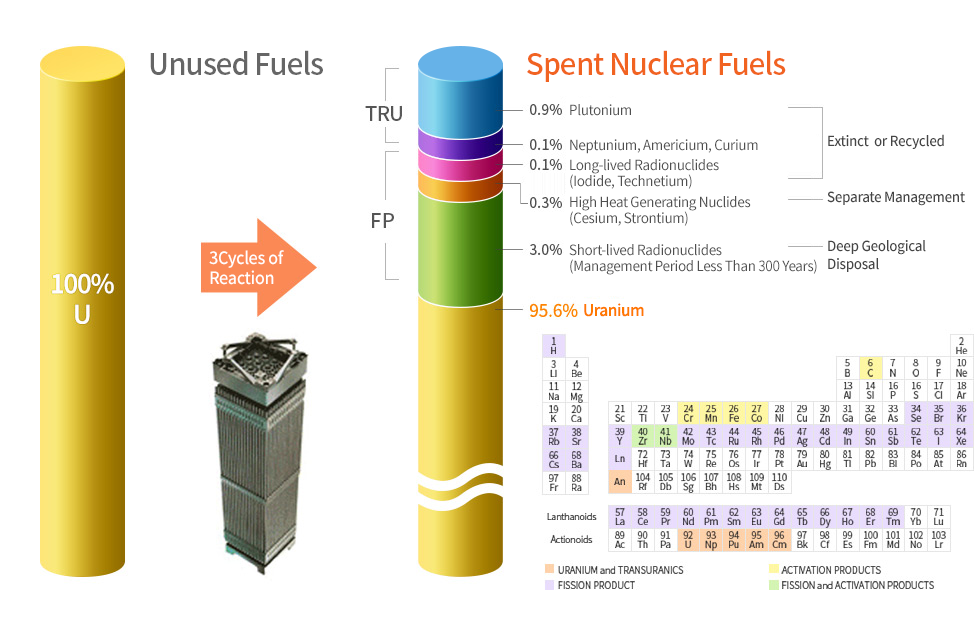 Unused Fuels
Spent Nuclear Fuels
TRU
FP
100%
U
3Cycles of
Reaction
0.9% Plutonium
0.1% Neptunium, Americium, Curium
0.1% Long-lived Radionuclides
(Iodide, Technetium)
0.3% High Heat Generating Nuclides
(Cesium, Strontium)
3.0% Short-lived Radionuclides
(Management Period Less Than 300 Years)
95.6% Uranium
Extinct or Recycled
Separate Management
Deep Geological
Disposal
1 2
H He
3 4 5 6 7 8 9 10
LI Be B C N O F Ne
11 12 13 14 16 16 17 18
Na Mg Al SI P S Cl Ar
19 20 21 22 23 24 25 26 27 28 29 30 31 32 33 34 35 36
K Ca Sc Ti V Cr Mn Fe Co NI Cu Zn Ga Ge As Se Br Kr
37 38 39 40 41 42 43 44 45 46 47 48 49 60 51 62 63 64
Rb Sr Y Zr Nb Mo Tc Ru Rh Pd Ag Cd In Sn Sb Te I Xe
66 68 Ln 72 73 74 75 76 77 78 79 80 81 82 83 84 85 86
Cs Ba Hf Ta W Re Os Ir Pt Au Hg Tl Pb Bl Po At Rn
97 88 An 104 105 106 107 108 109 110
Fr Ra Rf Db Sg Bh Hs Mt Ds
Lanthanoids
57 58 59 60 61 62 63 64 65 66 67 68 69 70 71
La Ce Pr Nd Pm Sm Eu Gd Tb Dy Ho Er Tm Yb Lu
Actionoids
89 90 91 92 93 94 95 96 97 98 99 100 101 102 103
Ac Th Pa U Np Pu Am Cm Bk Cf Es Fm Md No Lr
URANIUM and TRANSURANICS
FISSION PRODUCT
ACTIVATION PRODUCTS
FISSION and ACTIVATION PRODUCTS